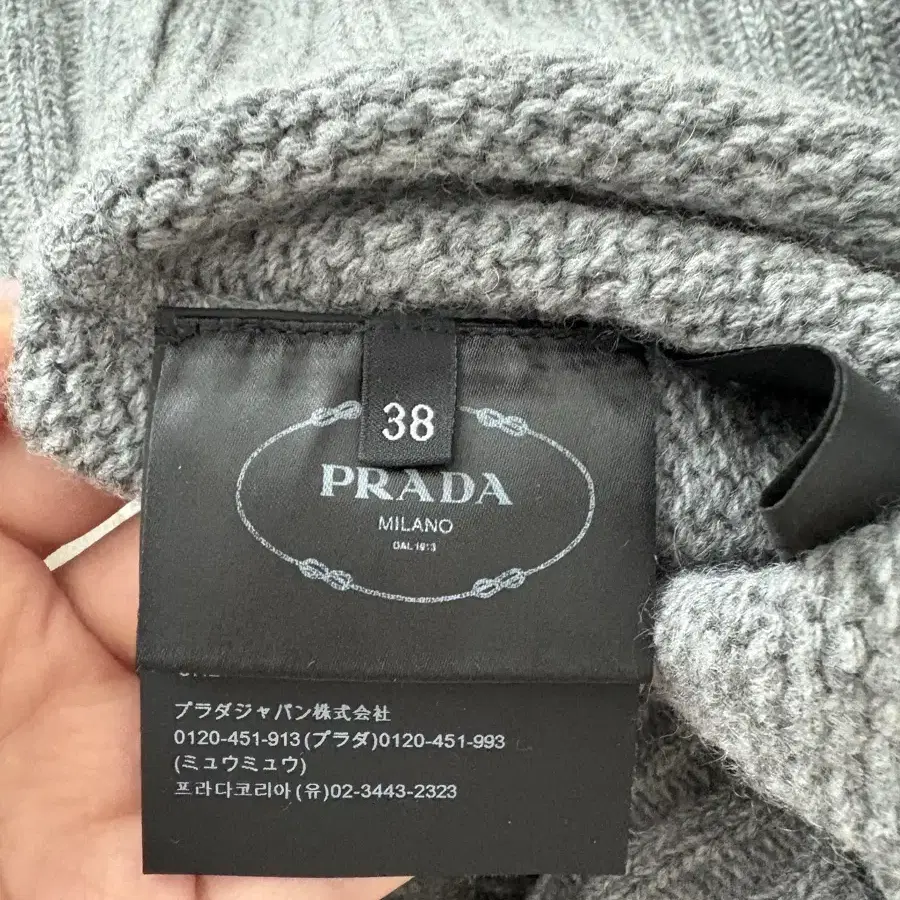 38
PRADA
MILANO
DAL 1913
プラダジャパン株式会社
0120-451-913(プラダ)0120-451-993
(ミュウミュウ)
프라다코리아(유)02-3443-2323